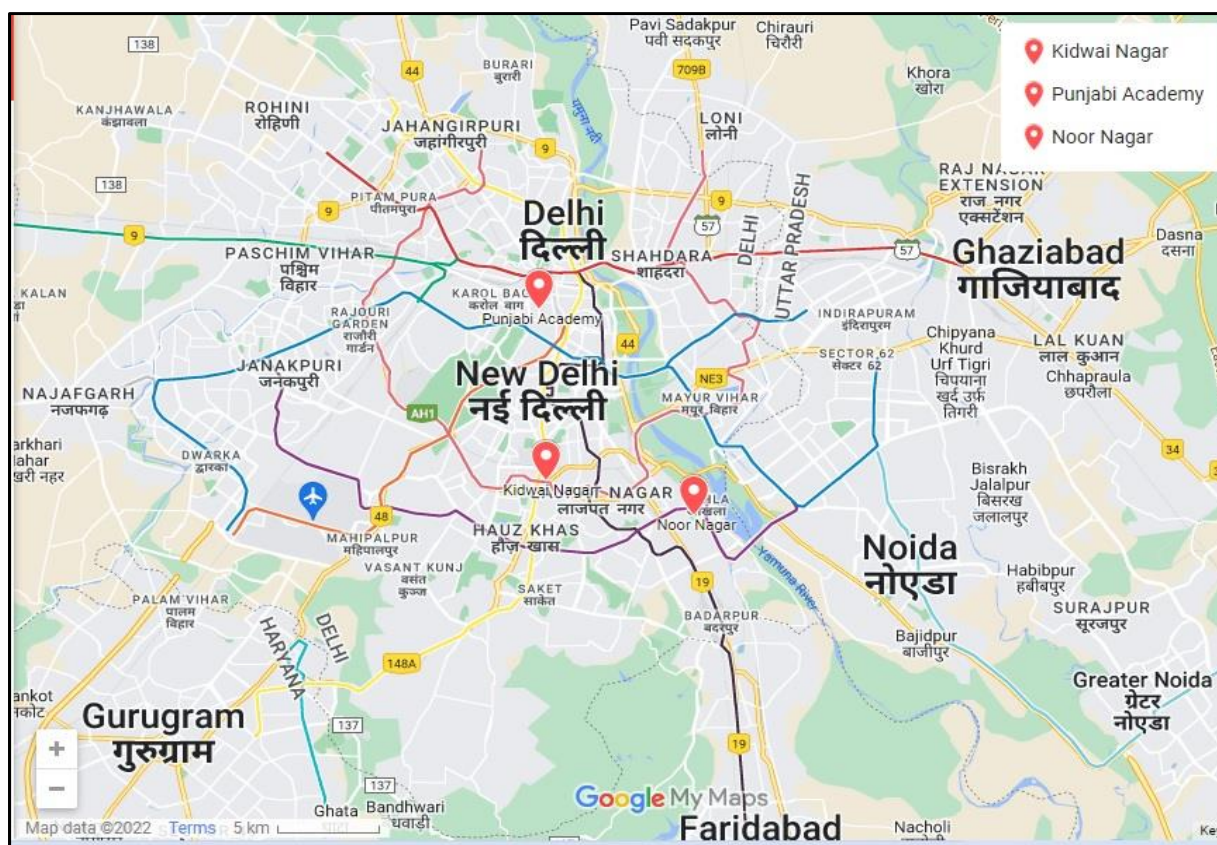 Kidwai Nagar
Punjabi Academy
Noor Nagar
Pavi Sadakpur
पवी सदकपुर
Chirauri
चिरौरी
138
44
BURARI
बुरारी
709B
Khora
खोरा
KANJHAWALA
कंझावला
ROHINI
रोहिणी
JAHANGIRPURI
जहांगीरपुरी
यमुना नदी
LONI
लोनी
9
138
RAJ NAGAR
EXTENSION
राज नगर
एक्सटेंशन
PITAM PURA
पीतमपुरा
9
9
9
Delhi
दिल्ली
57
DELHI
UTTAR PRADESH
57
Dasna
दसना
PASCHIM VIHAR
पश्चिम
विहार
SHAHDARA
शाहदरा
Ghaziabad
गाजियाबाद
KALAN
KAROL BAG
करोल बाग
Punjabi Academy
RAJOURI
GARDEN
राजौरी
गार्डन
INDIRAPURAM
इंदिरापुरम
Chipyana
Khurd
Urf Tigri
चिपयाना
खुर्द उर्फ़
तिगरी
LAL KUAN
लाल कुआन
Chhapraula
छपरौला
44
SECTOR 62
सेक्टर 62
JANAKPURI
जनकपुरी
New Delhi
नई दिल्ली
NE3
NAJAFGARH
नजफगढ़
AH1
MAYUR VIHAR
मयूर विहार
34
DWARKA
द्वारका
Bisrakh
Jalalpur
बिसरख
जलालपुर
Kidwai Nagar
NAGAR
लाजपत नगर
Noor Nagar
48
HAUZ KHAS
हौज़ खास
MAHIPALPUR
महिपालपुर
VASANT KUNJ
वसंत
कुञ्ज
SAKET
साकेत
19
Yamuna River
Noida
नोएडा
Habibpur
हबीबपुर
PALAM VIHAR
पालम
विहार
BADARPUR
बदरपुर
SURAJPUR
सूरजपुर
HARYANA
DELHI
Bajidpur
बाजीपुर
148A
Greater Noida
ग्रेटर
नोएडा
Gurugram
गुरुग्राम
137
19
137
Ghata
Bandhwari
Google My Maps
Faridabad
Nacholi
नाचोली
Map data ©2022 Terms 5 km